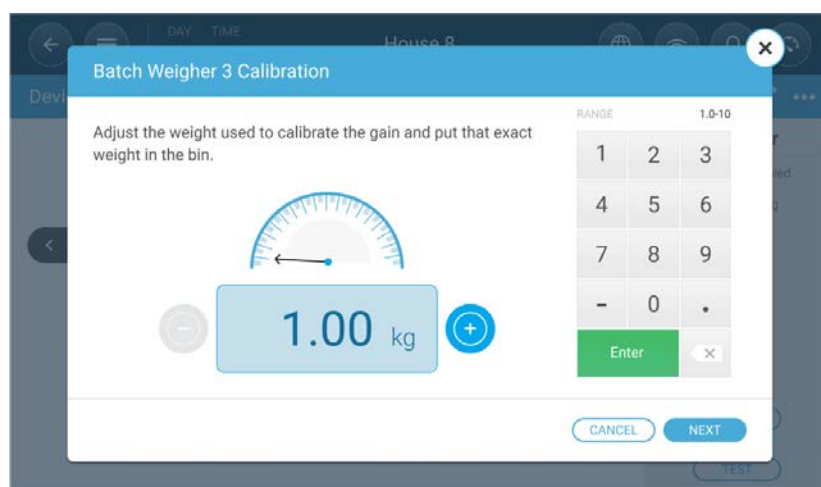 DAY TIME
House 8
Batch Weigher 3 Calibration
Devi
Adjust the weight used to calibrate the gain and put that exact
weight in the bin.
1.00 kg
RANGE 1.0-10
1 2 3
4 5 6
7 8 9
- 0 .
Enter
CANCEL NEXT
TEST